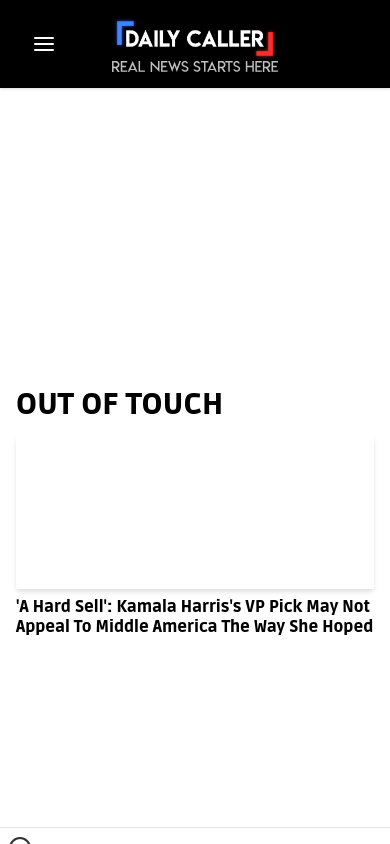 DAILY CALLER
REAL NEWS STARTS HERE
OUT OF TOUCH
'A Hard Sell': Kamala Harris's VP Pick May Not
Appeal To Middle America The Way She Hoped